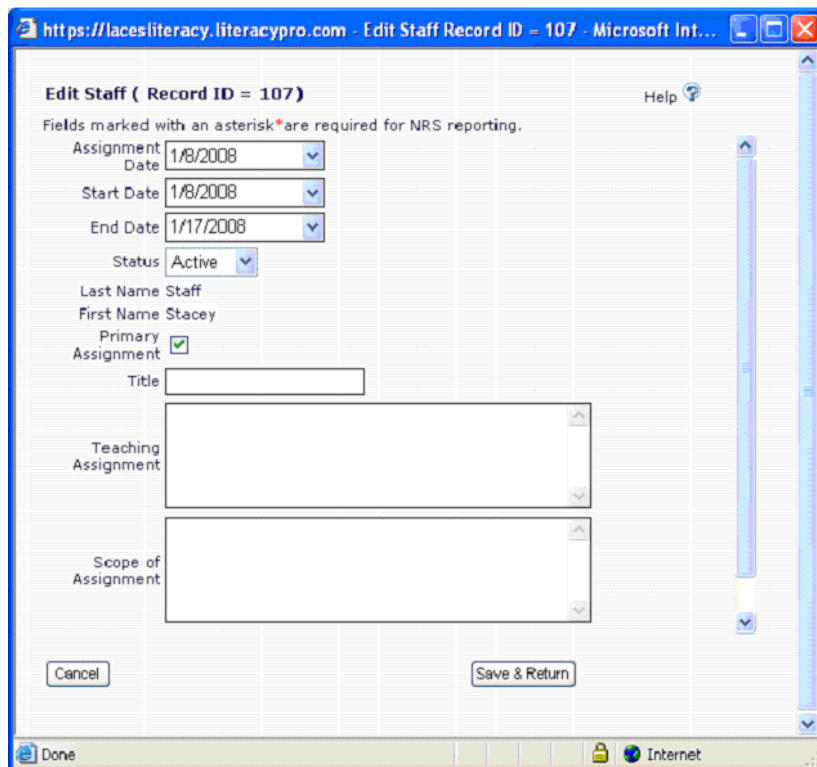 https://lacesliteracy.literacypro.com - Edit Staff Record ID = 107 - Microsoft Int...
Edit Staff ( Record ID = 107)
Help ?
Fields marked with an asterisk*are required for NRS reporting.
Assignment
Date 1/8/2008
Start Date 1/8/2008
End Date 1/17/2008
Status Active
Last Name Staff
First Name Stacey
Primary
Assignment
Title
Teaching
Assignment
Scope of
Assignment
Cancel Save & Return
Done Internet